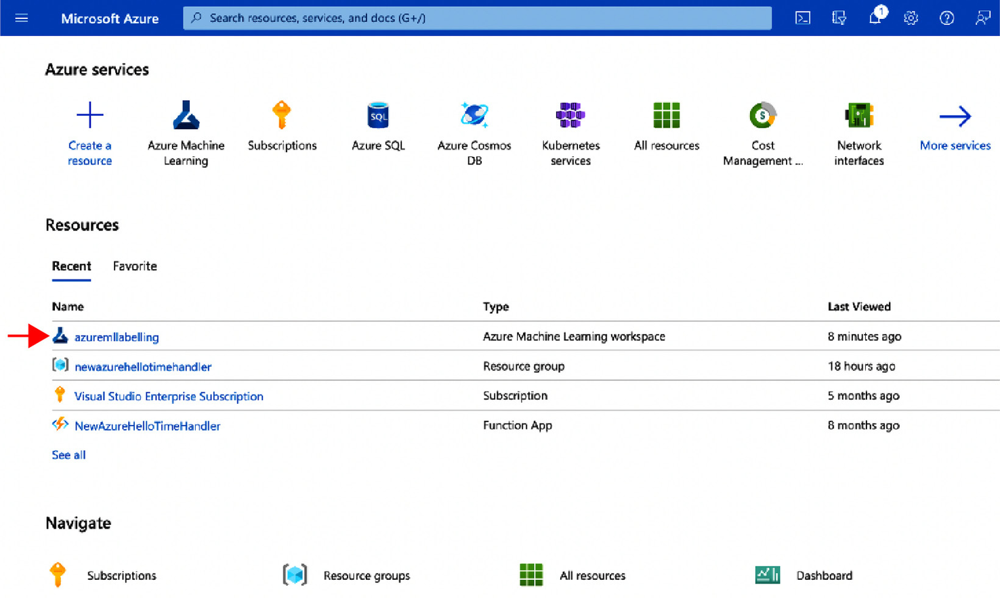 Microsoft Azure
Search resources, services, and docs (G+/)
1
Azure services
Create a
resource
Azure Machine
Learning
Subscriptions
SQL
Azure SQL
Azure Cosmos
DB
Kubernetes
services
All resources
$
Cost
Management ...
Network
interfaces
More services
Resources
Recent Favorite
Name Type Last Viewed
azuremllabelling Azure Machine Learning workspace 8 minutes ago
newazurehellotimehandler Resource group 18 hours ago
Visual Studio Enterprise Subscription Subscription 5 months ago
NewAzureHelloTimeHandler Function App 8 months ago
See all
Navigate
Subscriptions Resource groups All resources Dashboard